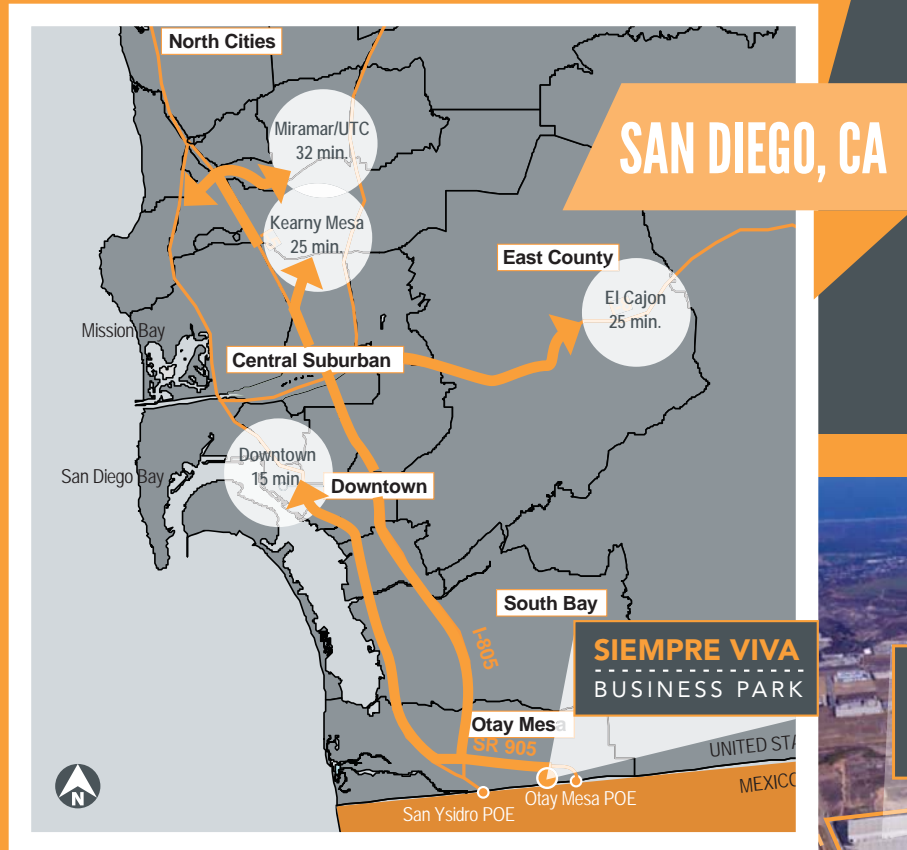 North Cities
SAN DIEGO, CA
Miramar/UTC
32 min.
Kearny Mesa
25 min.
East County
El Cajon
25 min.
Mission Bay
Central Suburban
Downtown
15 min.
San Diego Bay
Downtown
South Bay
I-805
SIEMPRE VIVA
BUSINESS PARK
Otay Mesa
SR 905
UNITED STA
MEXICO
Otay Mesa POE
San Ysidro POE
N